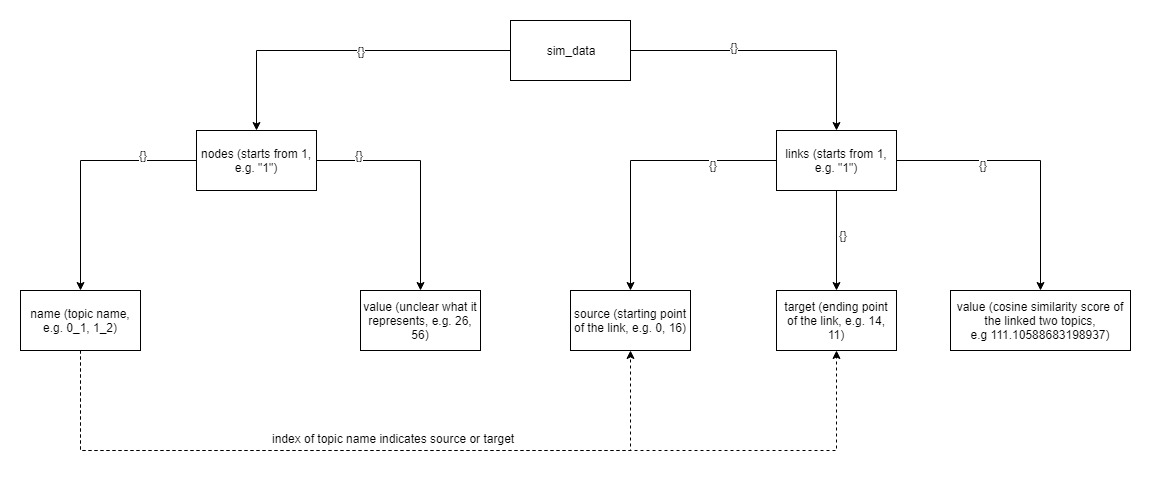 sim_data
{}
{}
nodes (starts from 1,
e.g. "1")
links (starts from 1,
e.g. "1")
{}
{}
{}
{}
{}
name (topic name,
e.g. 0_1, 1_2)
value (unclear what it
represents, e.g. 26,
56)
source (starting point
of the link, e.g. 0, 16)
target (ending point
of the link, e.g. 14,
11)
value (cosine similarity score of
the linked two topics,
e.g 111.10588683198937)
index of topic name indicates source or target